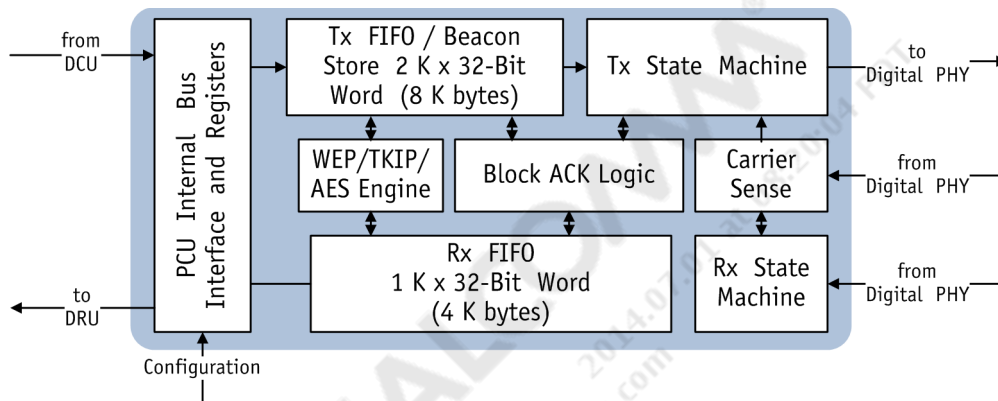 from
DCU
PCU Internal Bus
Interface and Registers
Tx FIFO / Beacon
Store 2 K x 32-Bit
Word (8 K bytes)
Tx State Machine
to
Digital PHY
WEP/TKIP/
AES Engine
Block ACK Logic
Carrier
Sense
from
Digital PHY
Rx FIFO
1 K x 32-Bit Word
(4 K bytes)
Rx State
Machine
from
Digital PHY
to
DRU
Configuration
ALCOMM
com